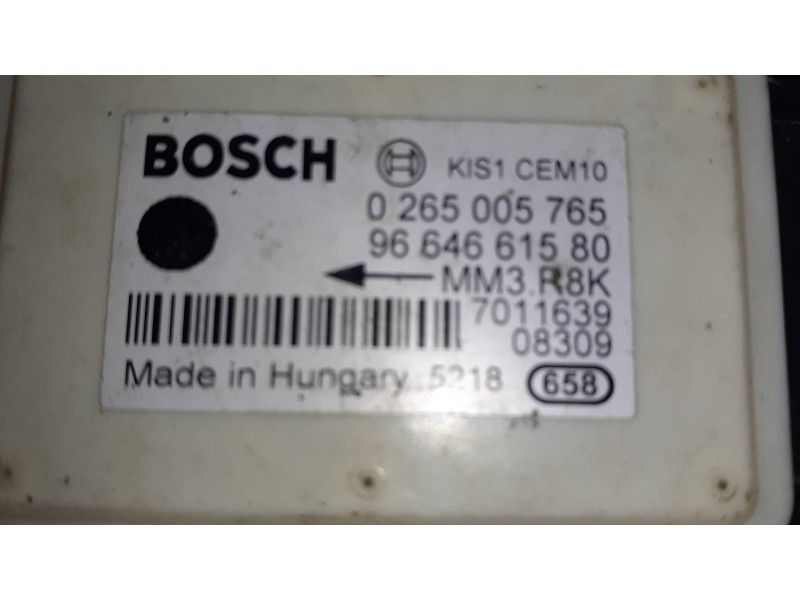 BOSCH KIS1 CEM10
0 265 005 765
96 646 615 80
MM3.R8K
7011639
08309
Made in Hungary 5218 658